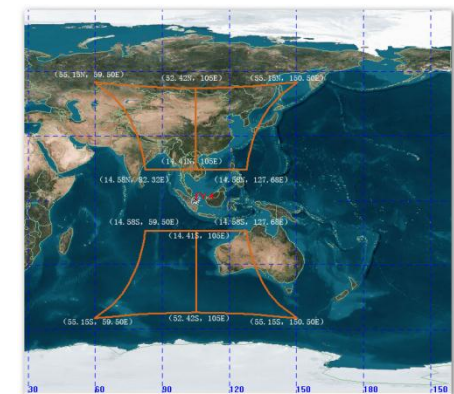 (55.15N, 59.50E) (52.42N, 105E) (55.15N, 150.50E)
(14.41N, 105E)
(14.58N, 82.32E) (14.58N, 127.68E)
(14.58S, 59.50E) (14.58S, 127.68E)
(14.41S, 105E)
(55.15S, 59.50E) (52.42S, 105E) (55.15S, 150.50E)
30 60 90 120 150 180 150